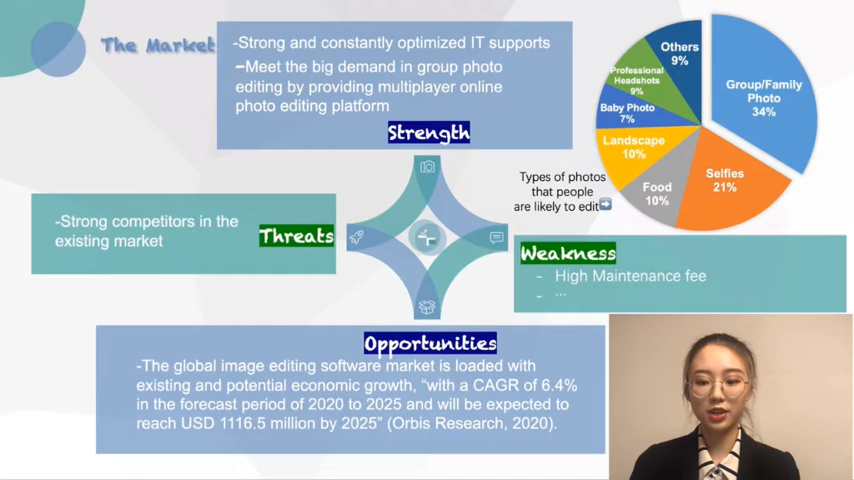 The Market
-Strong and constantly optimized IT supports
-Meet the big demand in group photo
editing by providing multiplayer online
photo editing platform
Strength
Others
9%
Professional
Headshots
9%
Baby Photo
7%
Landscape
10%
Food
10%
Selfies
21%
Group/Family
Photo
34%
Types of photos
that people
are likely to edit
-Strong competitors in the
existing market
Threats
Weakness
- High Maintenance fee
- ...
Opportunities
-The global image editing software market is loaded with
existing and potential economic growth, “with a CAGR of 6.4%
in the forecast period of 2020 to 2025 and will be expected to
reach USD 1116.5 million by 2025” (Orbis Research, 2020).